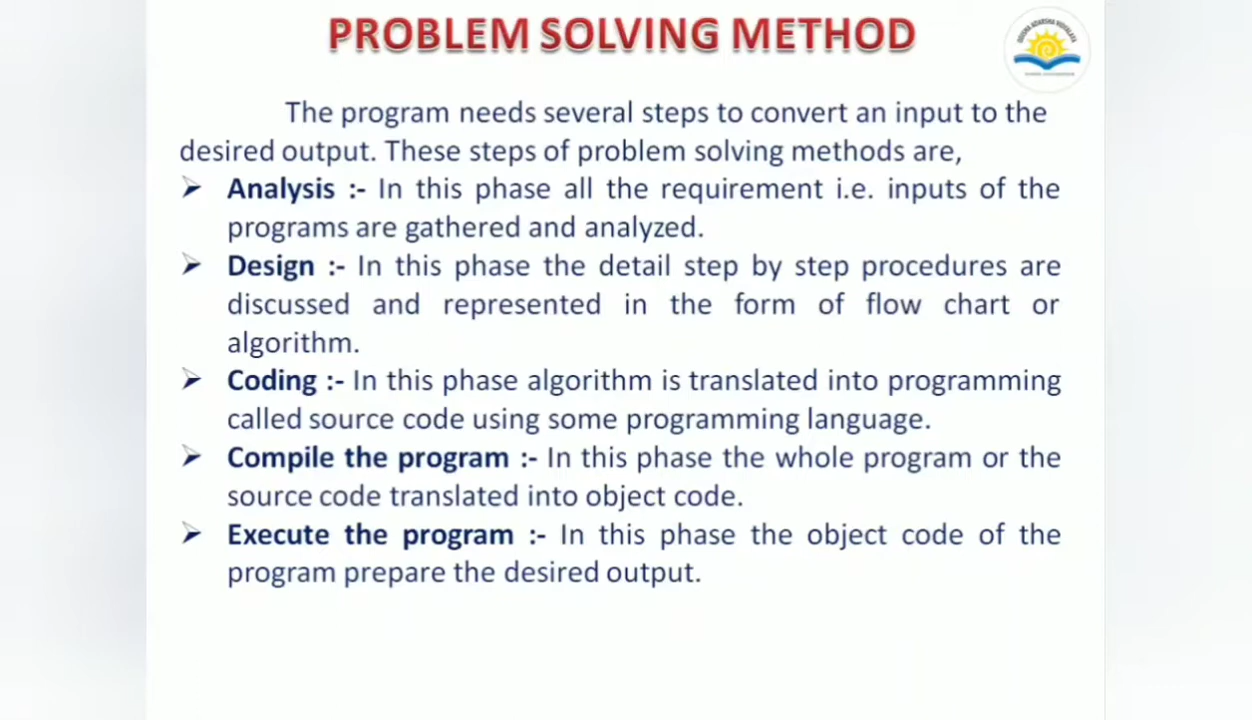 PROBLEM SOLVING METHOD
ODISHA ADARSHA VIDYALAYA
The program needs several steps to convert an input to the
desired output. These steps of problem solving methods are,
➢ Analysis :- In this phase all the requirement i.e. inputs of the
programs are gathered and analyzed.
➢ Design :- In this phase the detail step by step procedures are
discussed and represented in the form of flow chart or
algorithm.
➢ Coding :- In this phase algorithm is translated into programming
called source code using some programming language.
➢ Compile the program :- In this phase the whole program or the
source code translated into object code.
➢ Execute the program :- In this phase the object code of the
program prepare the desired output.